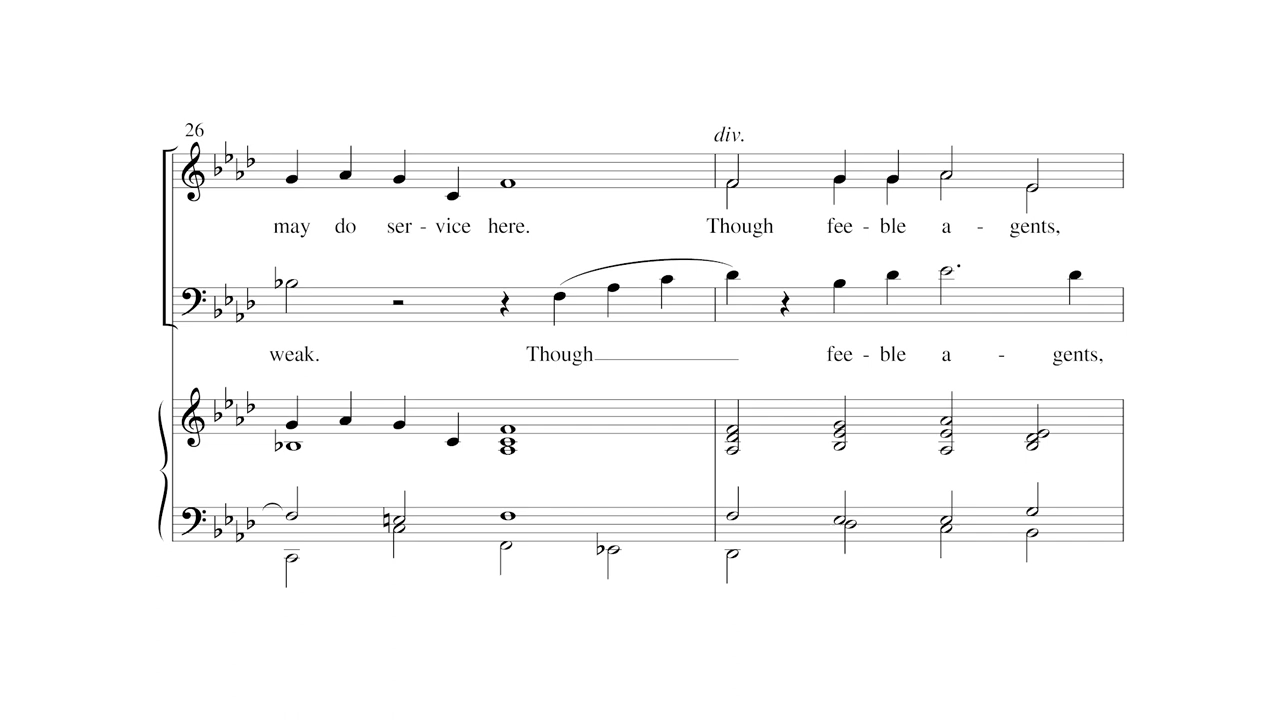 26
div.
may do ser - vice here. Though fee - ble a - gents,
weak. Though fee - ble a - gents,